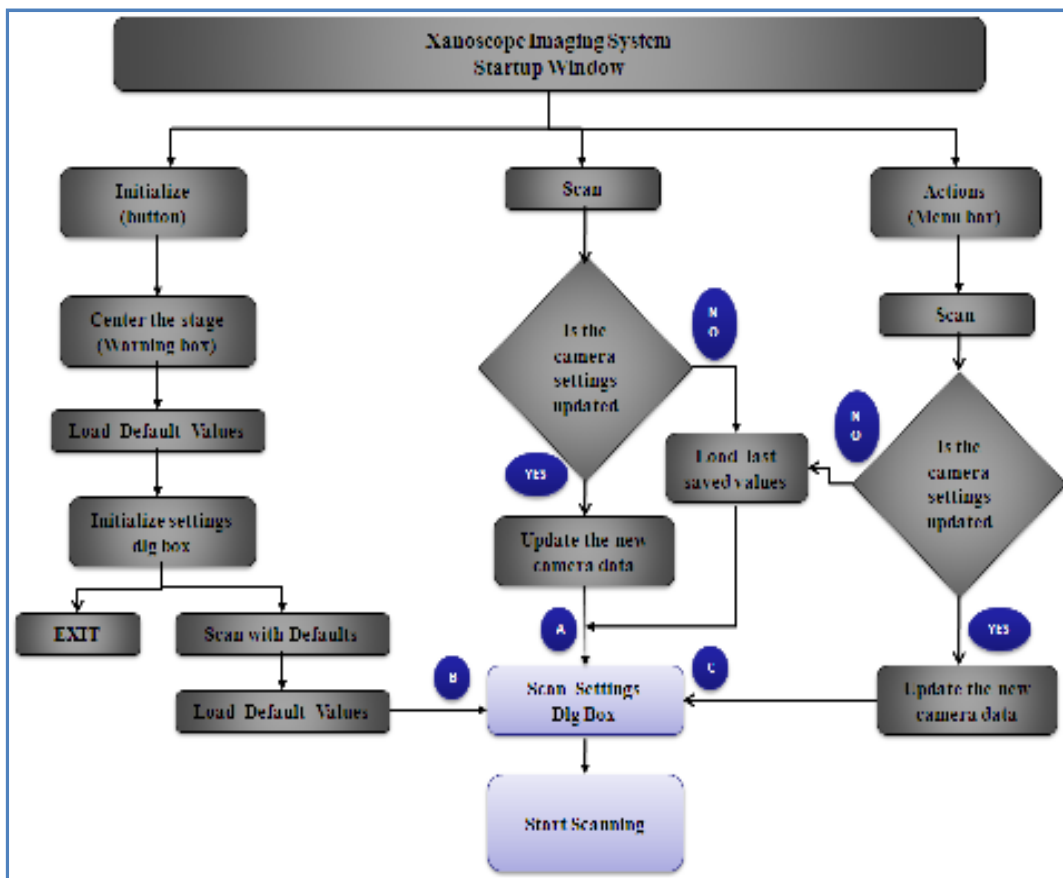 Xanoscope Imaging System
Startup Window
Initialize
(button)
Scan
Actions
(Menu bar)
Center the stage
(Warning box)
Is the
camera
settings
updated
N
O
Scan
Load Default Values
YES
Load last
saved values
N
O
Is the
camera
settings
updated
Initialize settings
dlg box
Update the new
camera data
EXIT
Scan with Defaults
A
YES
Load Default Values
B
Scan Settings
Dlg Box
C
Update the new
camera data
Start Scanning